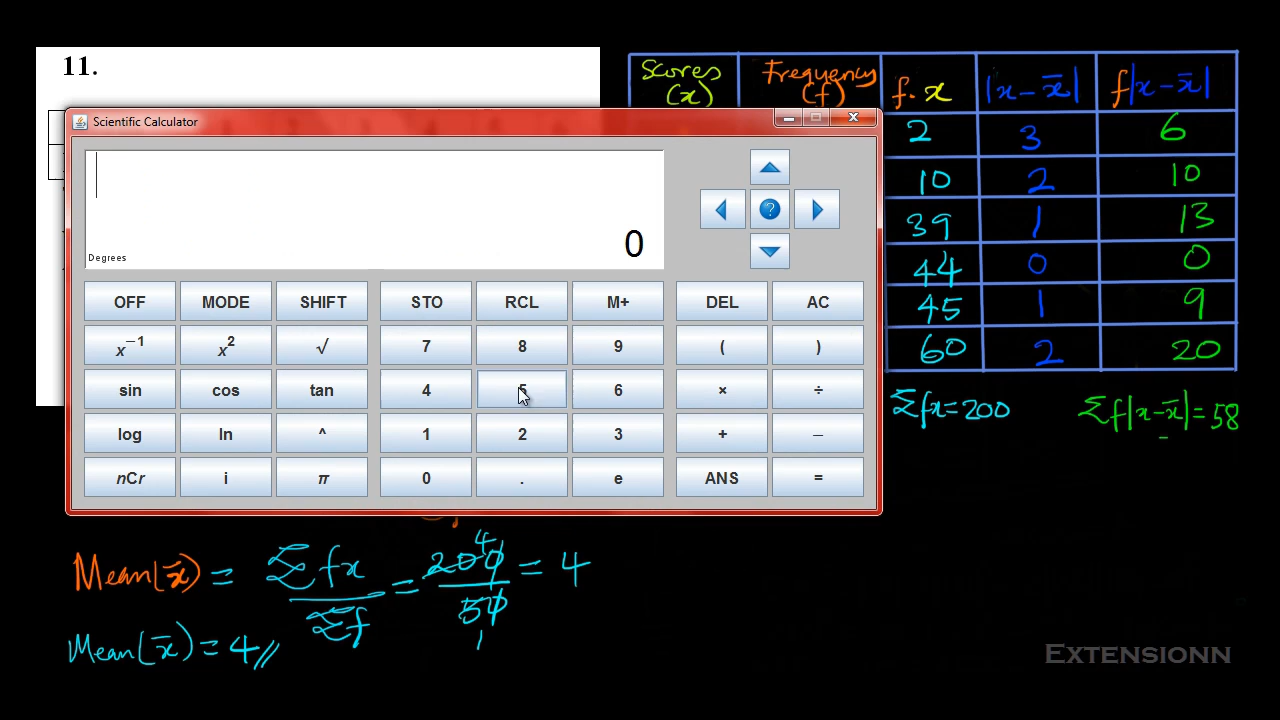 11.
Scores (x) Frequency (f) f.x |x-x̄| f|x-x̄|
Scientific Calculator
2 3 6
10 2 10
39 1 13
44 0 0
45 1 9
60 2 20
Σfx=200 Σf|x-x̄|=58
0
Degrees
OFF MODE SHIFT STO RCL M+ DEL AC
x⁻¹ x² √ 7 8 9 ( )
sin cos tan 4 5 6 × ÷
log ln ^ 1 2 3 + −
nCr i π 0 . e ANS =
Mean(x̄) = Σfx / Σf = 200 4 / 50 1 = 4
Mean(x̄) = 4//
EXTENSIONN